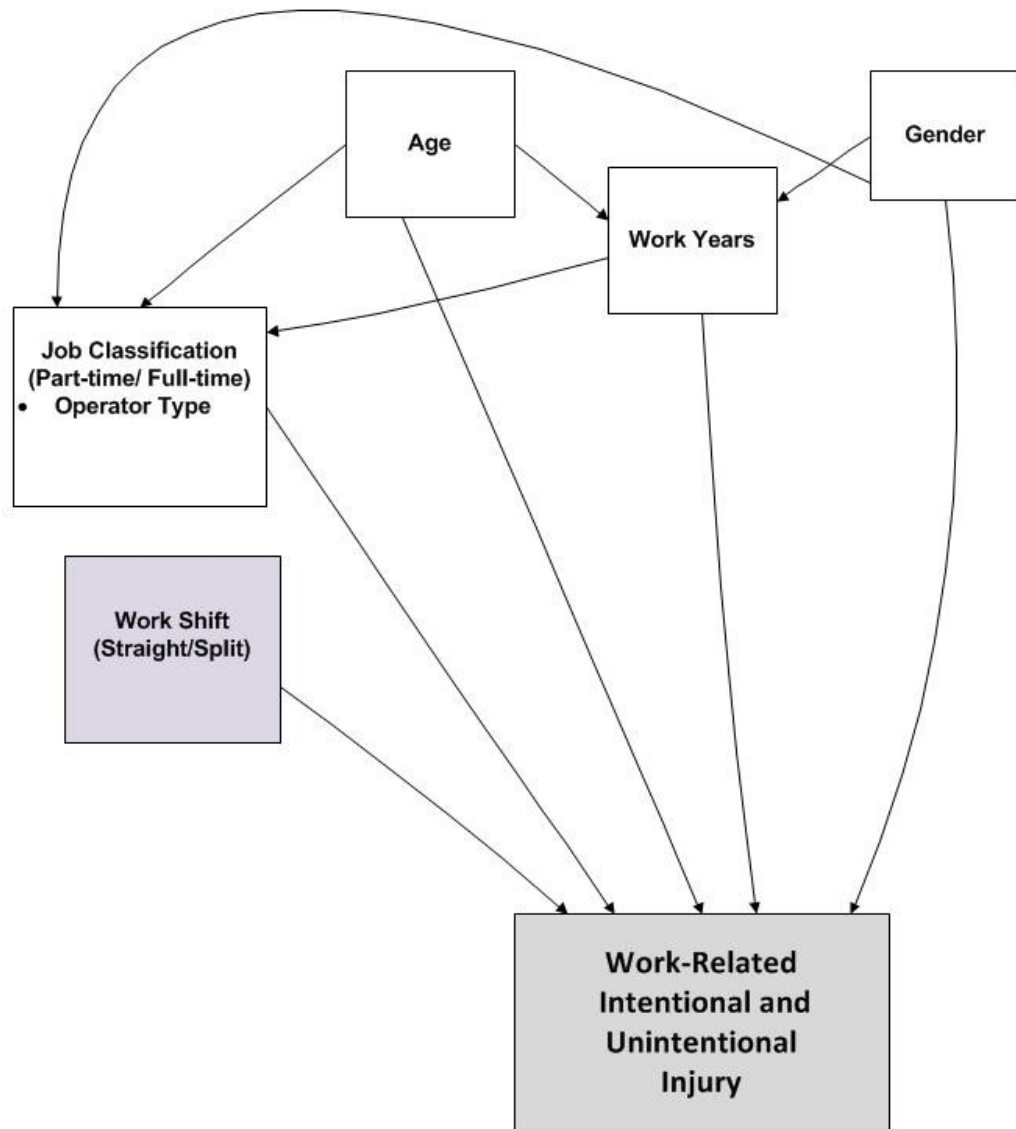 Age
Gender
Work Years
Job Classification
(Part-time/ Full-time)
• Operator Type
Work Shift
(Straight/Split)
Work-Related
Intentional and
Unintentional
Injury